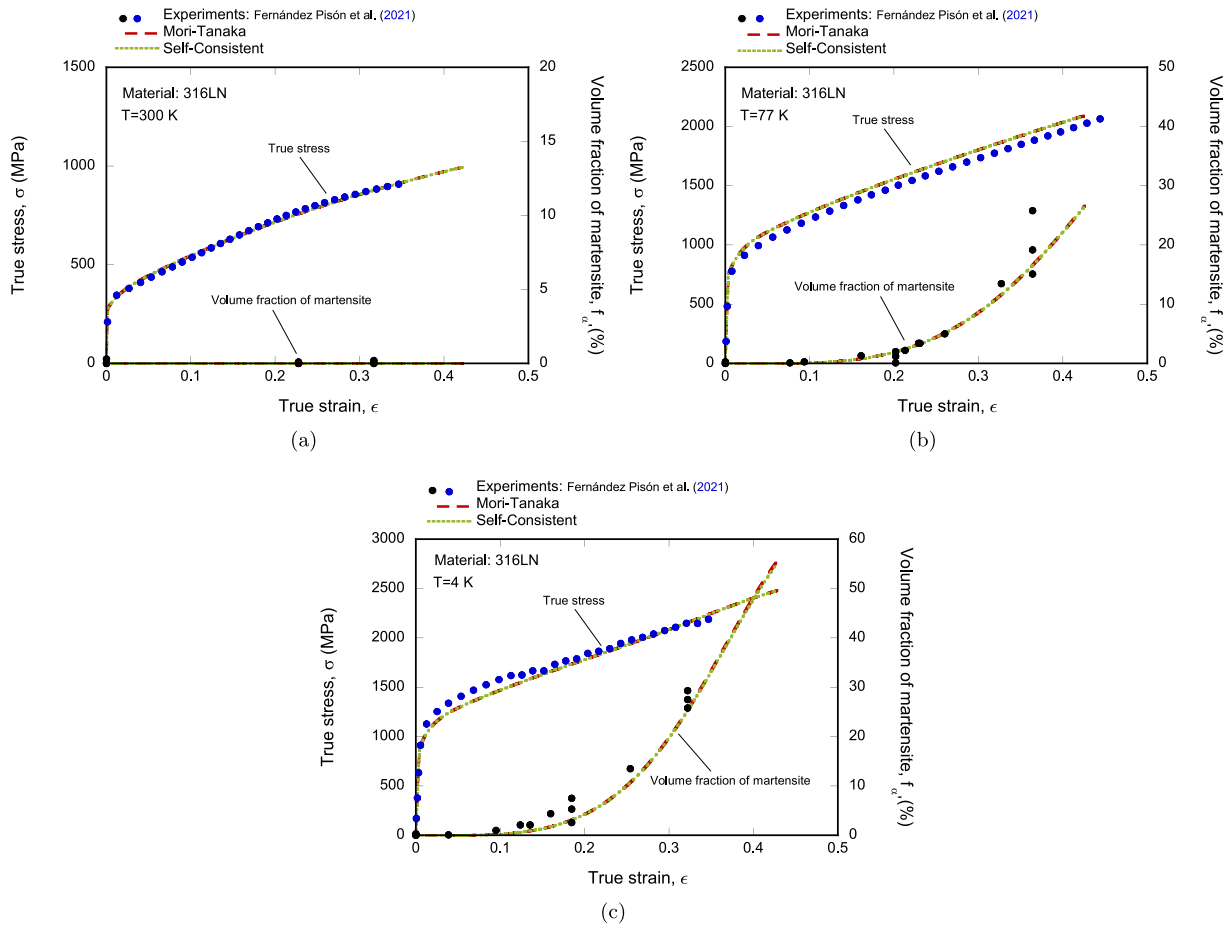 Experiments: Fernández Pisón et al. (2021)
Mori-Tanaka
Self-Consistent
1500
1000
500
0
20
15
10
5
0
Material: 316LN
T=300 K
True stress
Volume fraction of martensite
True stress, σ (MPa)
Volume fraction of martensite, f α',(%)
0
0.1
0.2
0.3
0.4
0.5
True strain, ϵ
(a)
Experiments: Fernández Pisón et al. (2021)
Mori-Tanaka
Self-Consistent
2500
2000
1500
1000
500
0
50
40
30
20
10
0
Material: 316LN
T=77 K
True stress
Volume fraction of martensite
True stress, σ (MPa)
Volume fraction of martensite, f α',(%)
0
0.1
0.2
0.3
0.4
0.5
True strain, ϵ
(b)
Experiments: Fernández Pisón et al. (2021)
Mori-Tanaka
Self-Consistent
3000
2500
2000
1500
1000
500
0
60
50
40
30
20
10
0
Material: 316LN
T=4 K
True stress
Volume fraction of martensite
True stress, σ (MPa)
Volume fraction of martensite, f α',(%)
0
0.1
0.2
0.3
0.4
0.5
True strain, ϵ
(c)